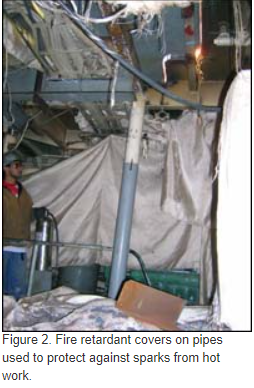 Figure 2. Fire retardant covers on pipes
used to protect against sparks from hot
work.